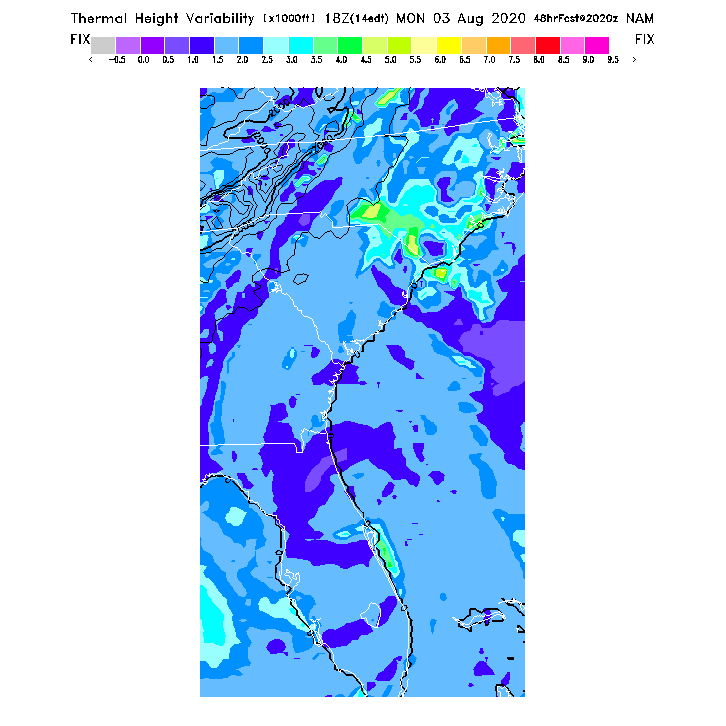 Thermal Height Variability [x1000ft] 18Z(14edt) MON 03 Aug 2020 48hrFcst@2020z NAM
FIX FIX
< -0.5 0.0 0.5 1.0 1.5 2.0 2.5 3.0 3.5 4.0 4.5 5.0 5.5 6.0 6.5 7.0 7.5 8.0 8.5 9.0 9.5 >
2000
2000